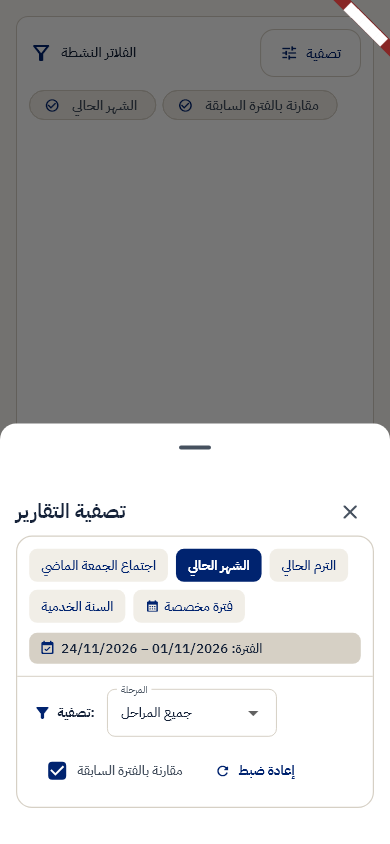 الفلاتر النشطة
تصفية
الشهر الحالي
مقارنة بالفترة السابقة
تصفية التقارير
اجتماع الجمعة الماضي
الشهر الحالي
الترم الحالي
السنة الخدمية
فترة مخصصة
الفترة: 01/11/2026 – 24/11/2026
تصفية:
المرحلة
جميع المراحل
مقارنة بالفترة السابقة
إعادة ضبط